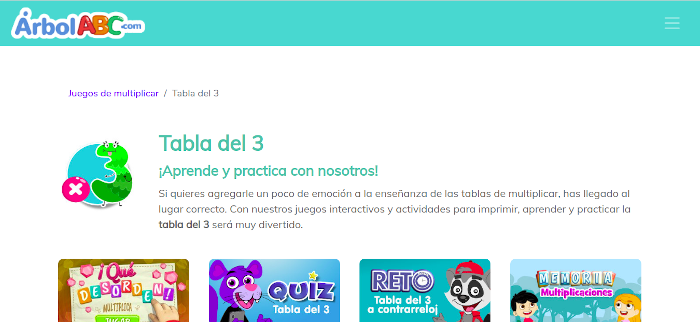 ÁrbolABC.com
Juegos de multiplicar / Tabla del 3
Tabla del 3
¡Aprende y practica con nosotros!
Si quieres agregarle un poco de emoción a la enseñanza de las tablas de multiplicar, has llegado al
lugar correcto. Con nuestros juegos interactivos y actividades para imprimir, aprender y practicar la
tabla del 3 será muy divertido.
3
×
¡Qué
DESORDEN!
MULTIPLICA
QUIZ
Tabla del 3
RETO
Tabla del 3
a contrarreloj
MEMORIA
Multiplicaciones